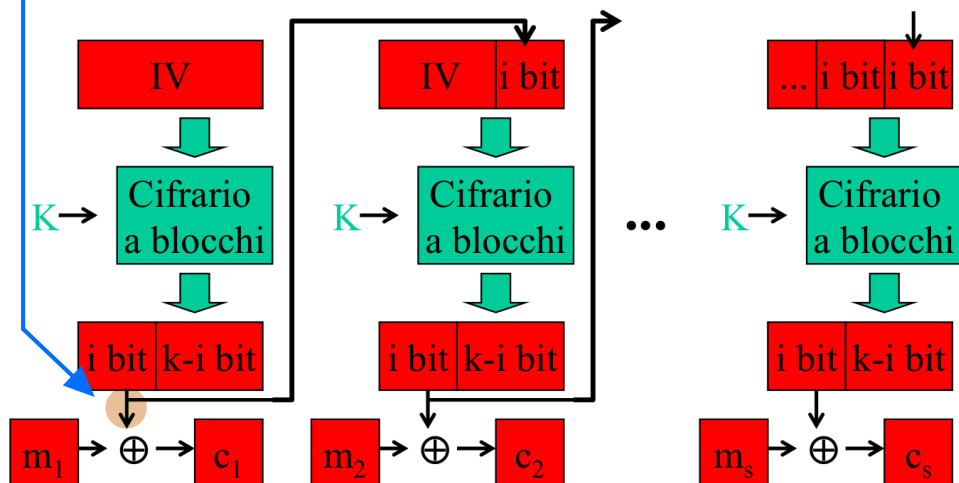 IV
IV i bit
... i bit i bit
K Cifrario a blocchi
K Cifrario a blocchi
...
K Cifrario a blocchi
i bit k-i bit
i bit k-i bit
i bit k-i bit
m₁ ⊕ c₁
m₂ ⊕ c₂
mₛ ⊕ cₛ